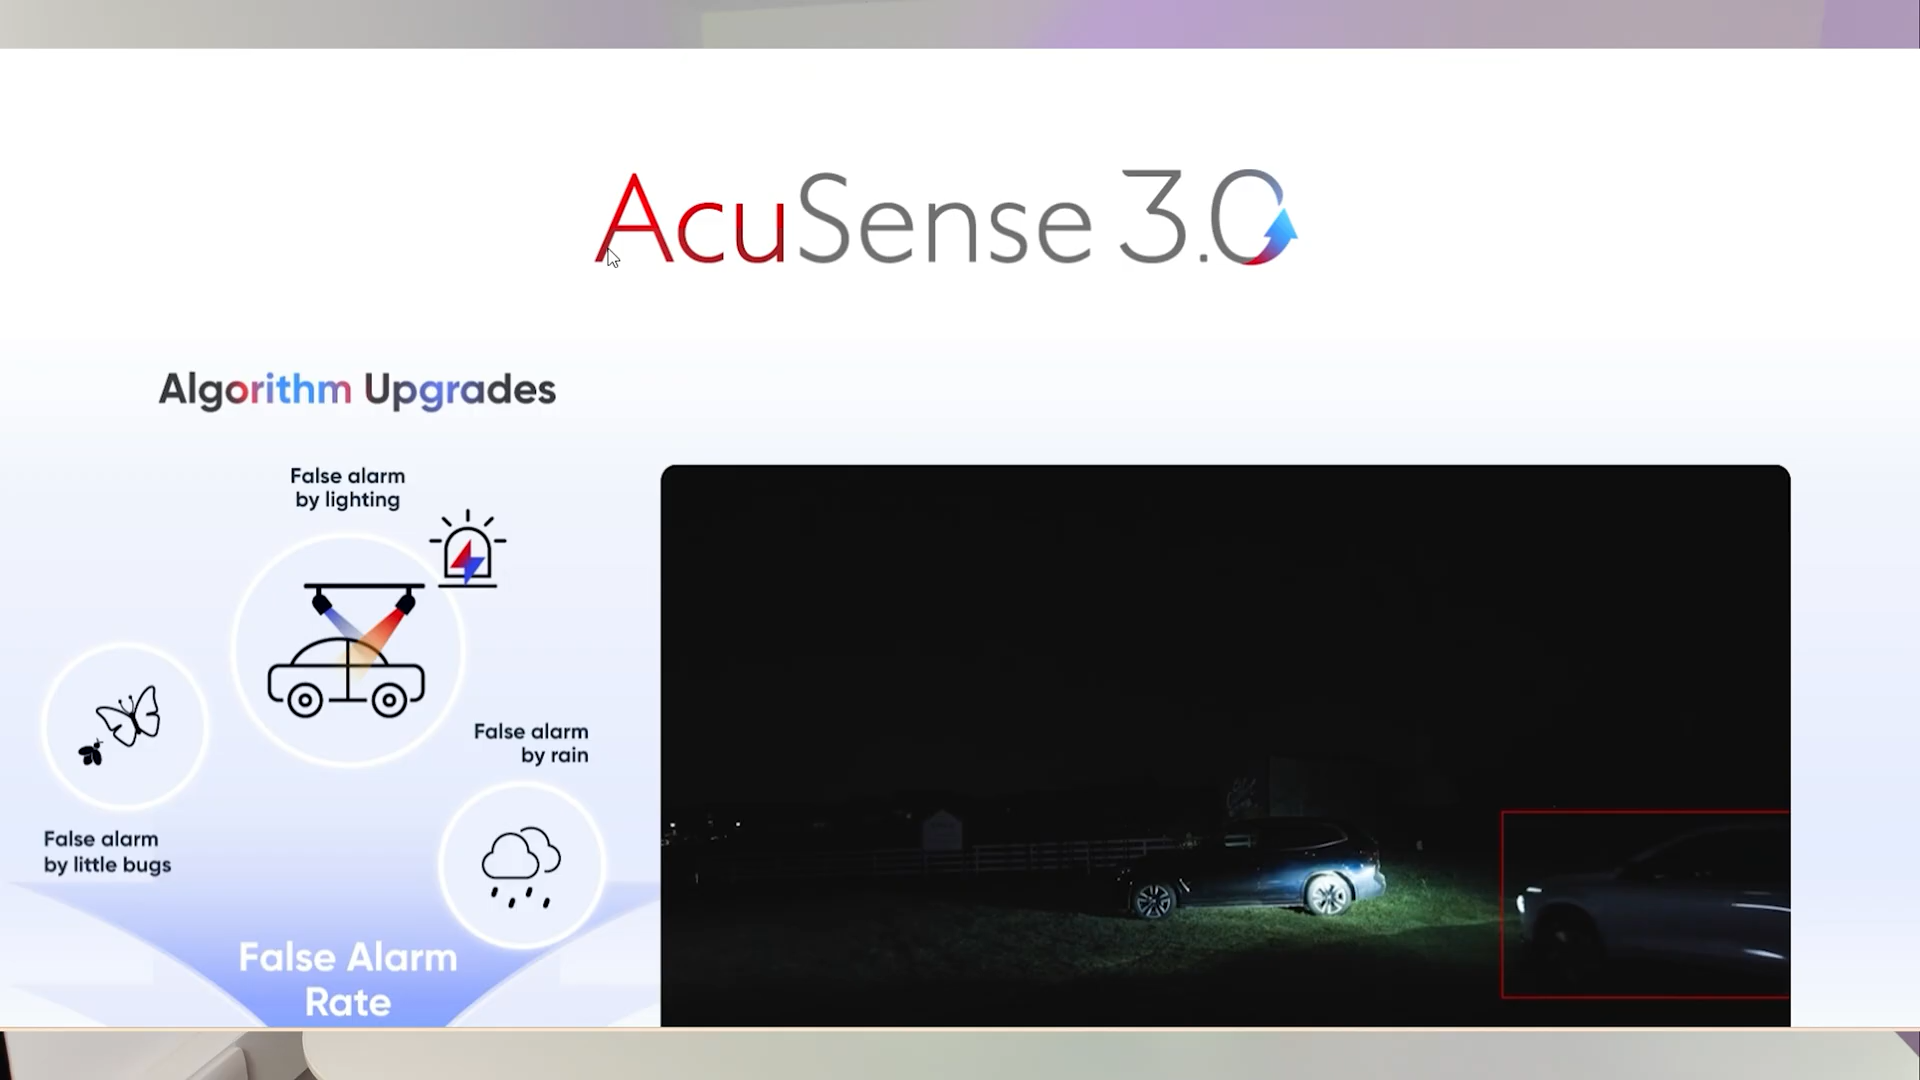 AcuSense 3.0
Algorithm Upgrades
False alarm
by lighting
False alarm
by rain
False alarm
by little bugs
False Alarm
Rate